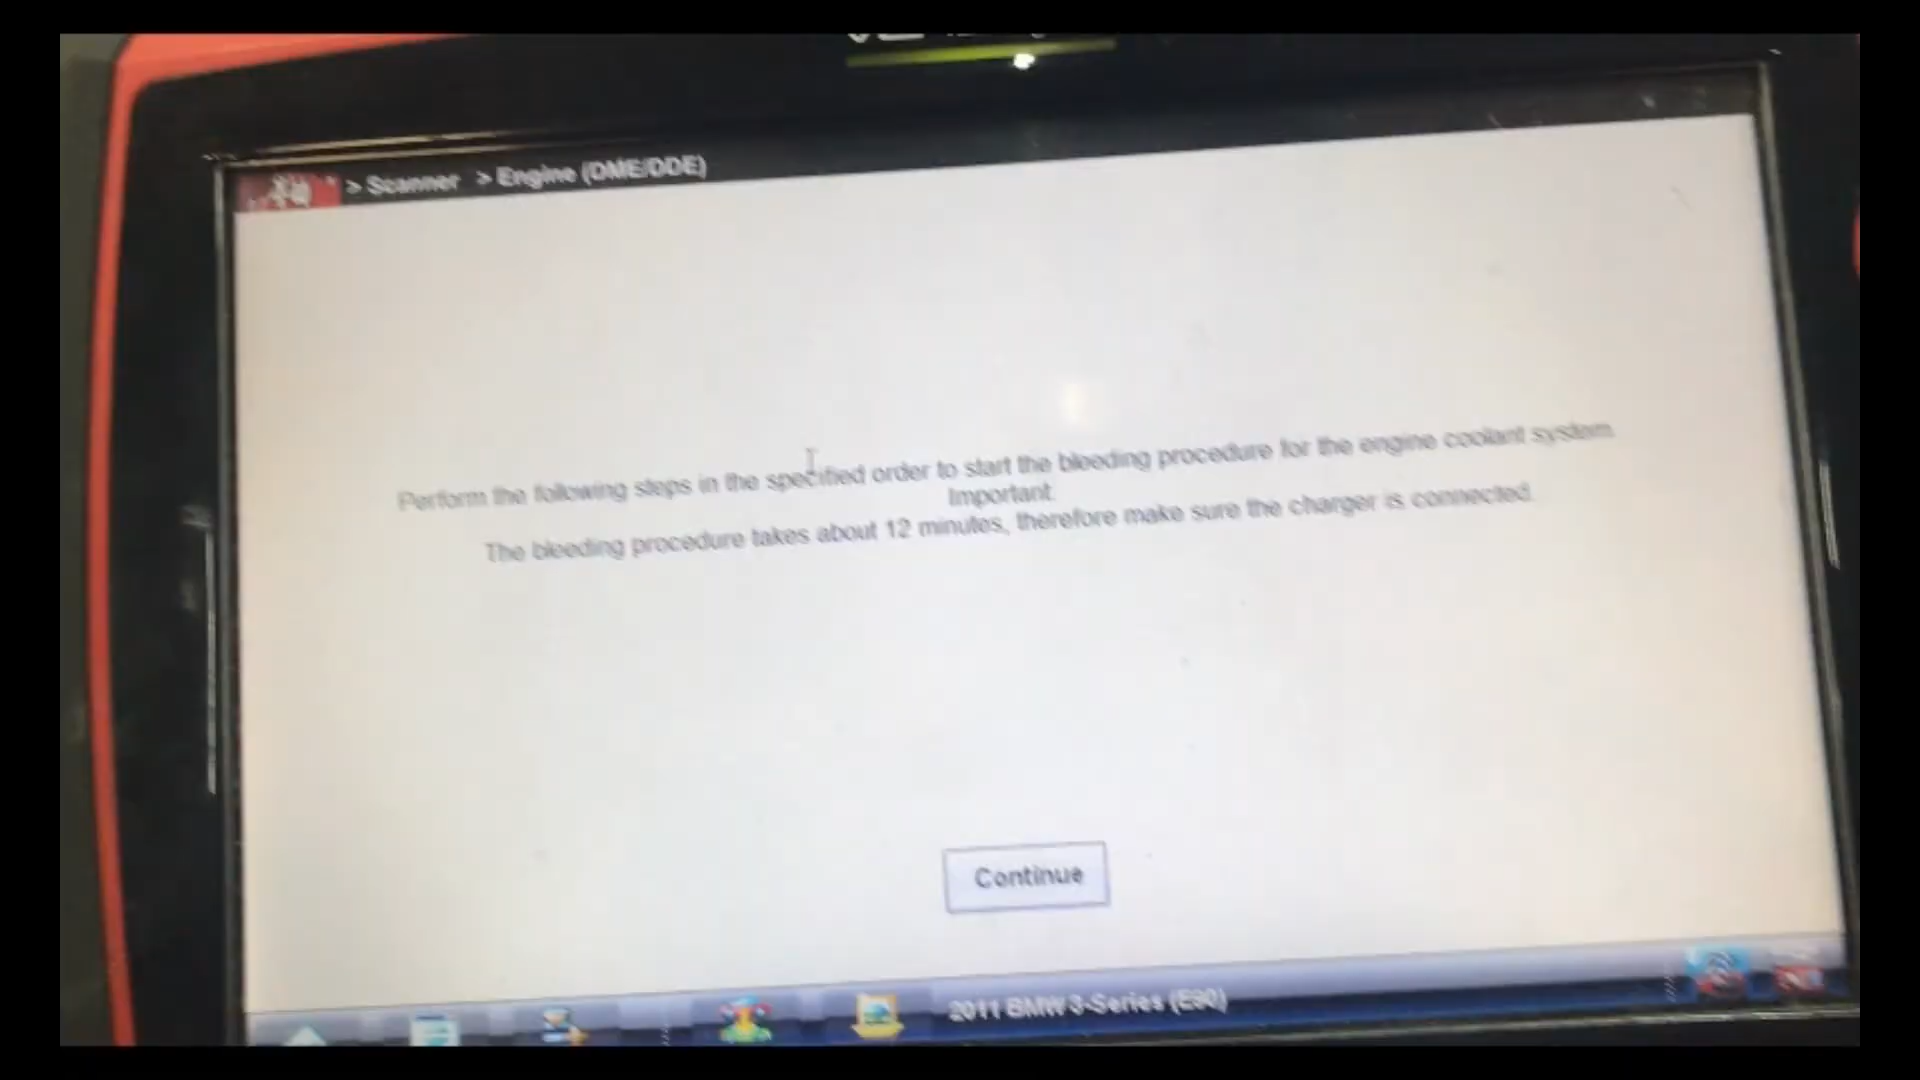 > Scanner > Engine (DME/DDE)
Perform the following steps in the specified order to start the bleeding procedure for the engine coolant system
Important
The bleeding procedure takes about 12 minutes, therefore make sure the charger is connected.
Continue
2011 BMW 3-Series (E90)